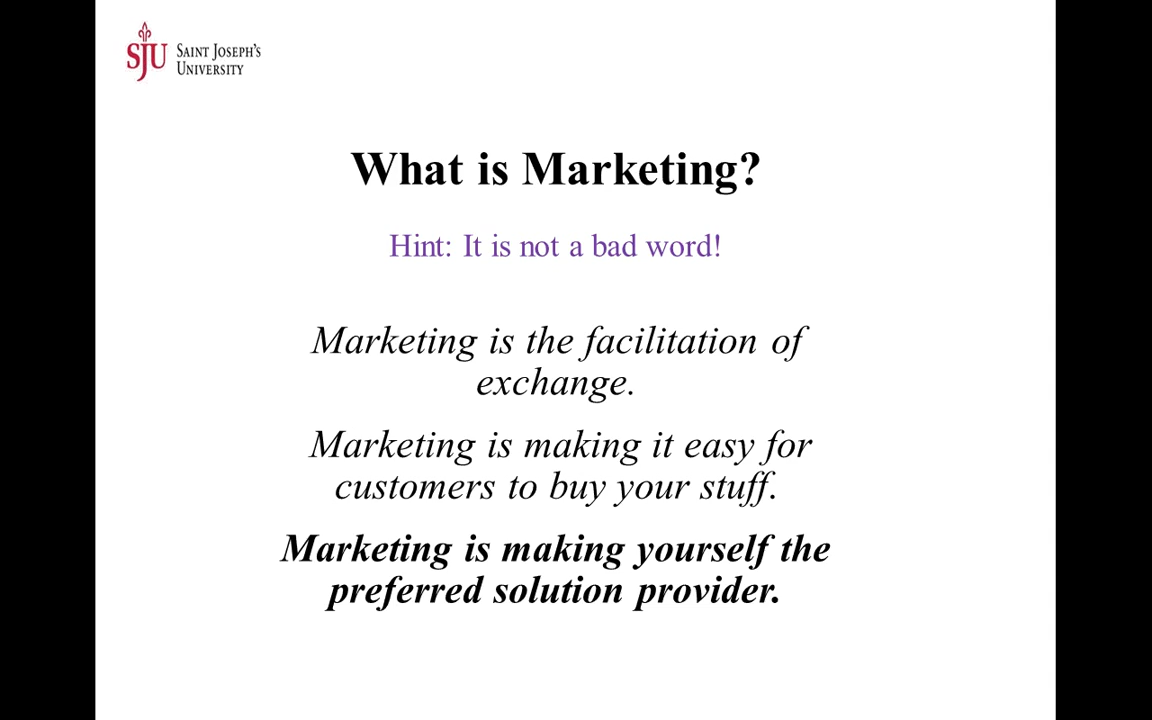 SJU
SAINT JOSEPH'S
UNIVERSITY
What is Marketing?
Hint: It is not a bad word!
Marketing is the facilitation of
exchange.
Marketing is making it easy for
customers to buy your stuff.
Marketing is making yourself the
preferred solution provider.